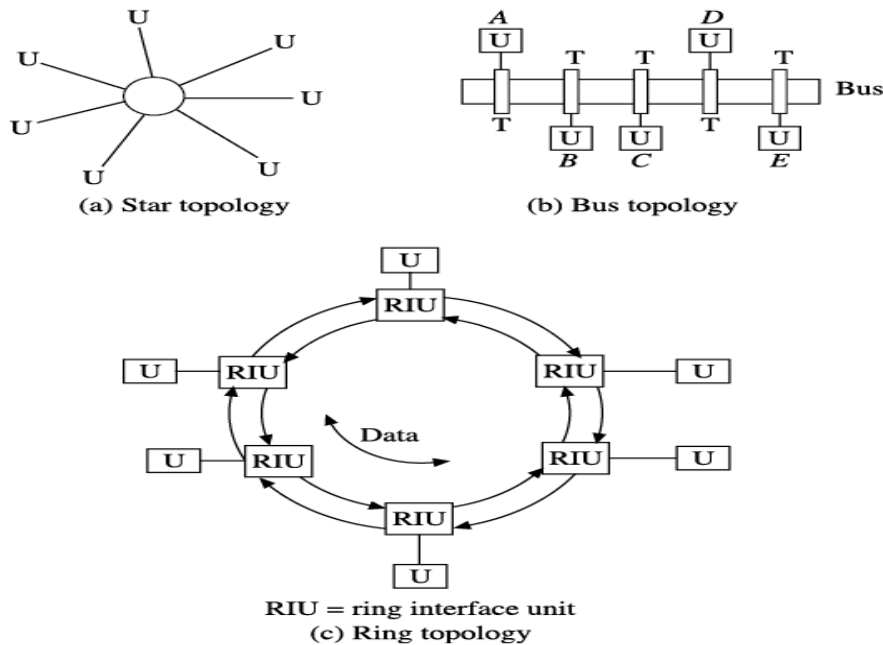 U
U
U
U
U
U
U
(a) Star topology
A D
U U
T T T
Bus
T T
U U U
B C E
(b) Bus topology
U
RIU
U RIU RIU U
Data
U RIU RIU U
RIU
U
RIU = ring interface unit
(c) Ring topology